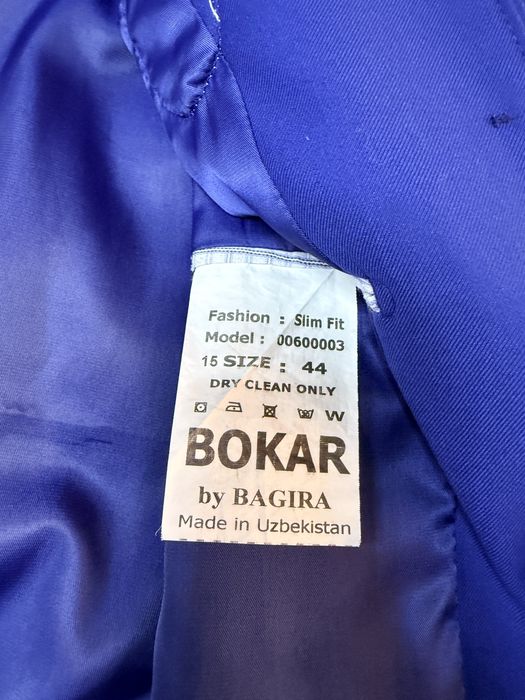 Fashion : Slim Fit
Model : 00600003
15 SIZE : 44
DRY CLEAN ONLY
W
BOKAR
by BAGIRA
Made in Uzbekistan